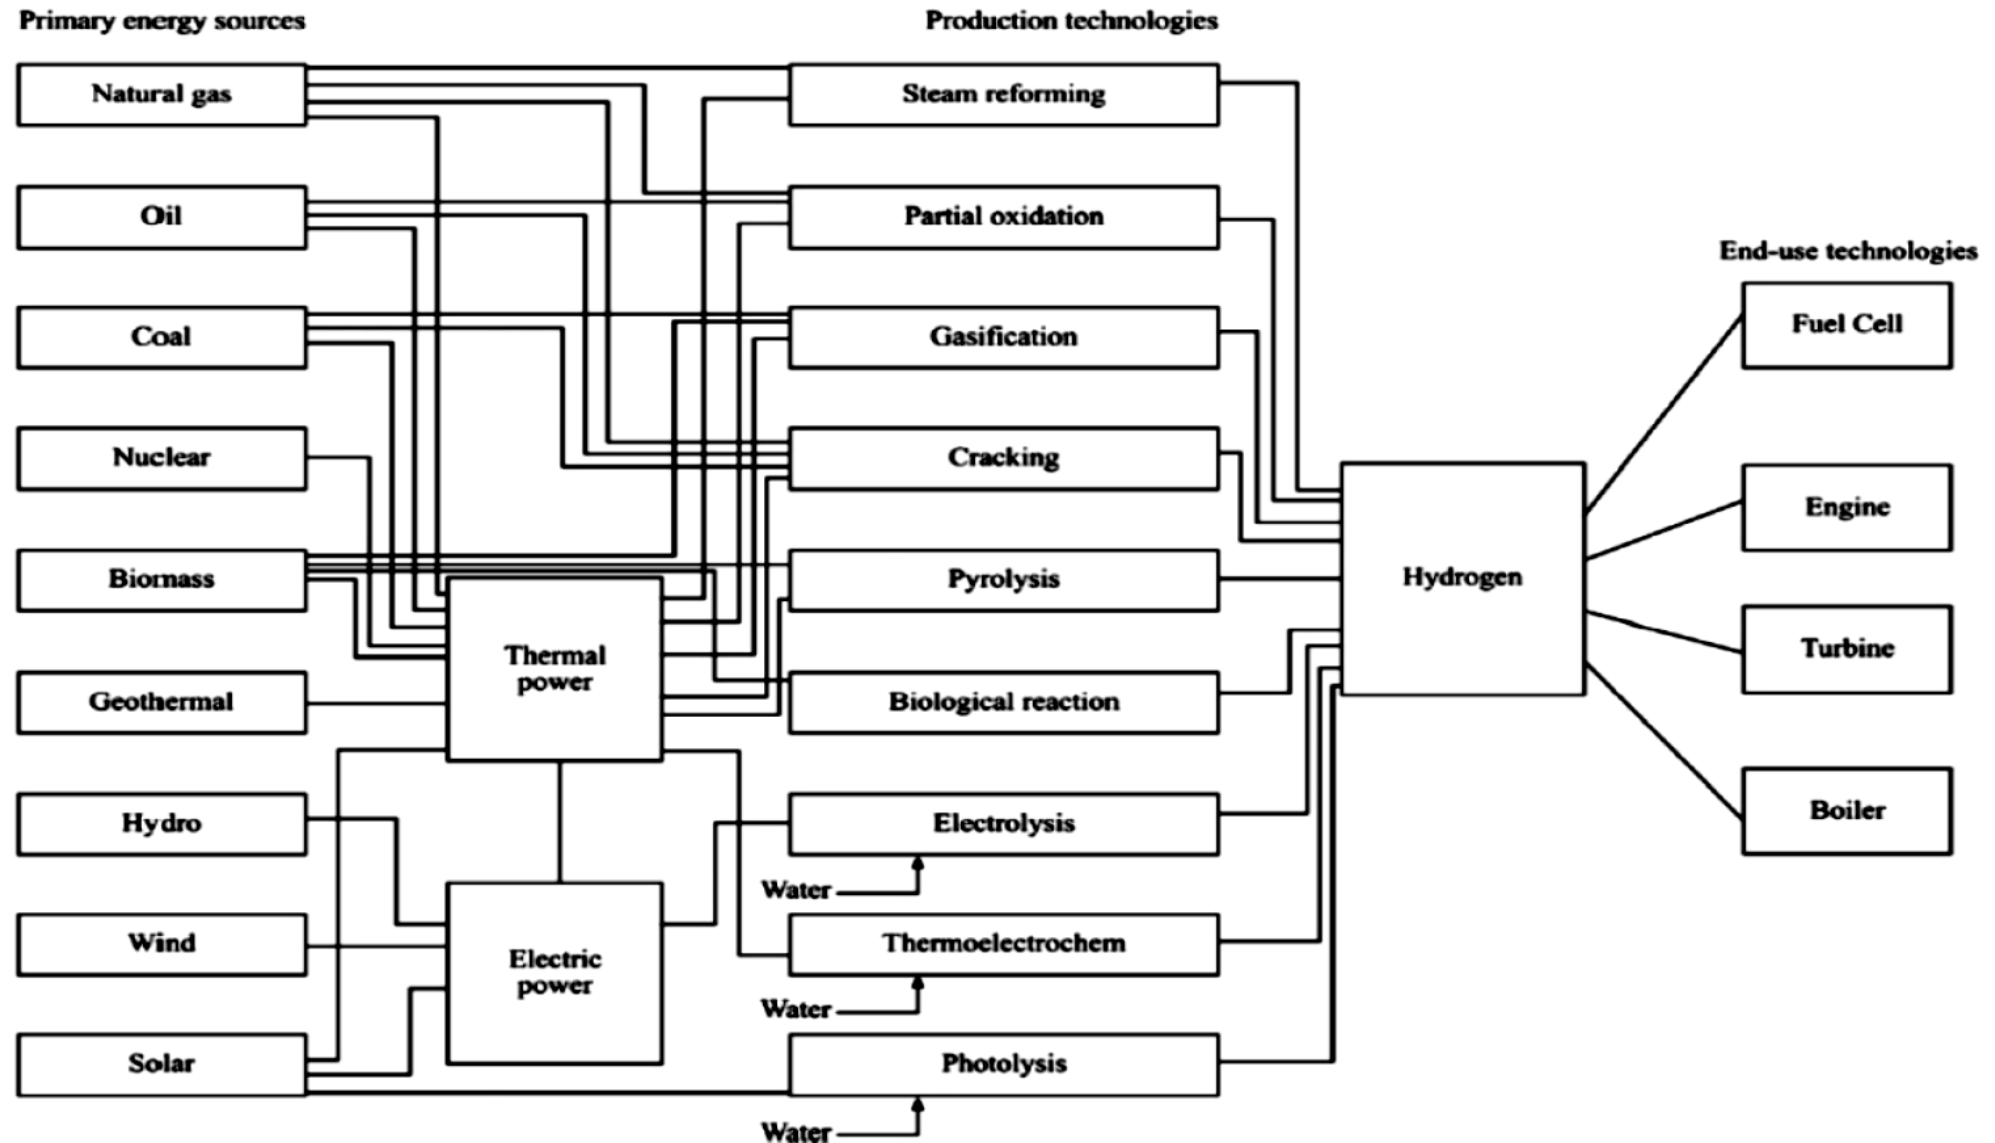 Primary energy sources
Production technologies
Natural gas
Steam reforming
Oil
Partial oxidation
End-use technologies
Coal
Gasification
Fuel Cell
Nuclear
Cracking
Engine
Biomass
Pyrolysis
Hydrogen
Thermal
power
Turbine
Geothermal
Biological reaction
Hydro
Electrolysis
Boiler
Water
Wind
Electric
power
Thermoelectrochem
Water
Solar
Photolysis
Water